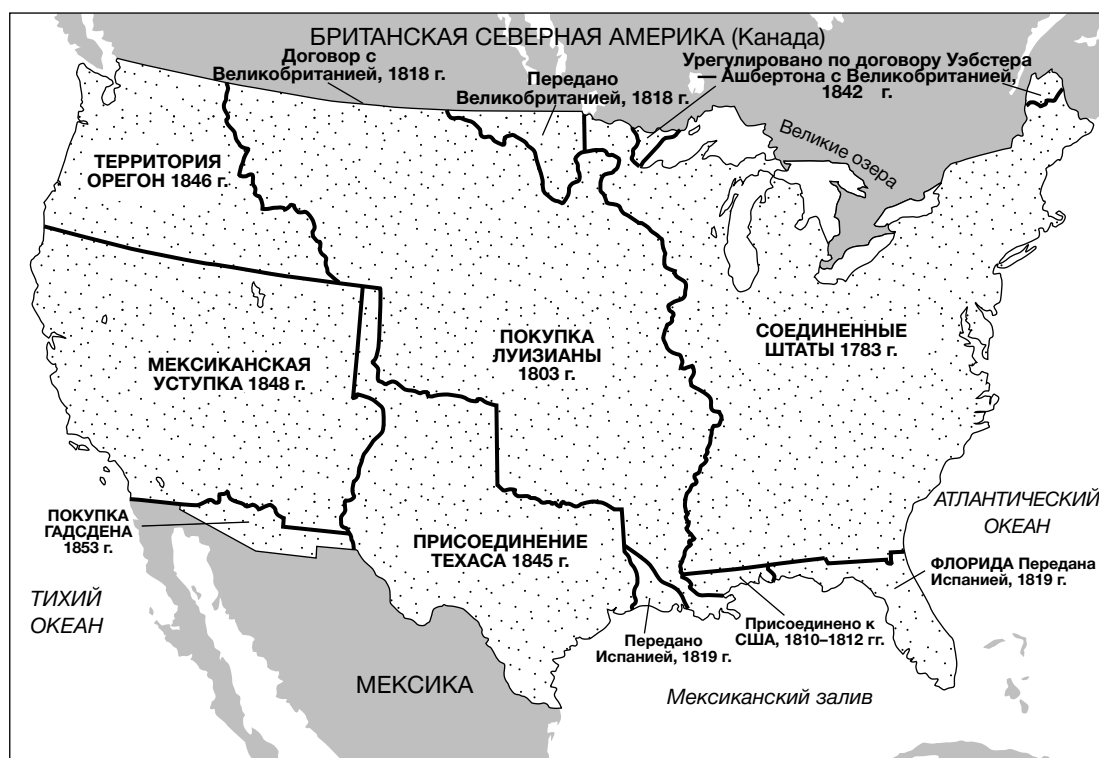 БРИТАНСКАЯ СЕВЕРНАЯ АМЕРИКА (Канада)
Договор с
Великобританией, 1818 г.
Передано
Великобританией, 1818 г.
Урегулировано по договору Уэбстера
— Ашбертона с Великобританией,
1842 г.
Великие озера
ТЕРРИТОРИЯ
ОРЕГОН 1846 г.
ПОКУПКА
ЛУИЗИАНЫ
1803 г.
СОЕДИНЕННЫЕ
ШТАТЫ 1783 г.
МЕКСИКАНСКАЯ
УСТУПКА 1848 г.
АТЛАНТИЧЕСКИЙ
ОКЕАН
ПОКУПКА
ГАДСДЕНА
1853 г.
ПРИСОЕДИНЕНИЕ
ТЕХАСА 1845 г.
ФЛОРИДА Передана
Испанией, 1819 г.
ТИХИЙ
ОКЕАН
Передано
Испанией, 1819 г.
Присоединено к
США, 1810–1812 гг.
МЕКСИКА
Мексиканский залив